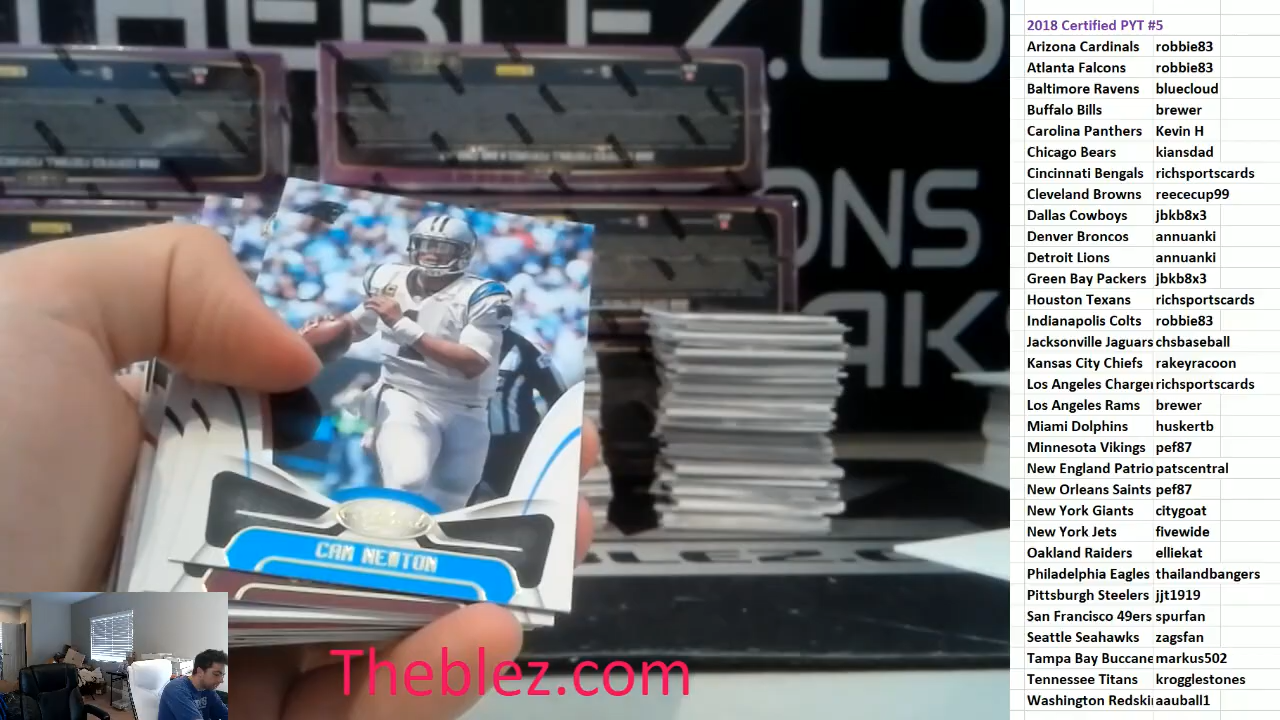 THEBLEZ.CO
ONS
AK
CAM NEWTON
Theblez.com
2018 Certified PYT #5
Arizona Cardinals robbie83
Atlanta Falcons robbie83
Baltimore Ravens bluecloud
Buffalo Bills brewer
Carolina Panthers Kevin H
Chicago Bears kiansdad
Cincinnati Bengals richsportscards
Cleveland Browns reececup99
Dallas Cowboys jbkb8x3
Denver Broncos annuanki
Detroit Lions annuanki
Green Bay Packers jbkb8x3
Houston Texans richsportscards
Indianapolis Colts robbie83
Jacksonville Jaguars chsbaseball
Kansas City Chiefs rakeyracoon
Los Angeles Charge richsportscards
Los Angeles Rams brewer
Miami Dolphins huskertb
Minnesota Vikings pef87
New England Patrio patscentral
New Orleans Saints pef87
New York Giants citygoat
New York Jets fivewide
Oakland Raiders elliekat
Philadelphia Eagles thailandbangers
Pittsburgh Steelers jjt1919
San Francisco 49ers spurfan
Seattle Seahawks zagsfan
Tampa Bay Buccane markus502
Tennessee Titans krogglestones
Washington Redski aauball1